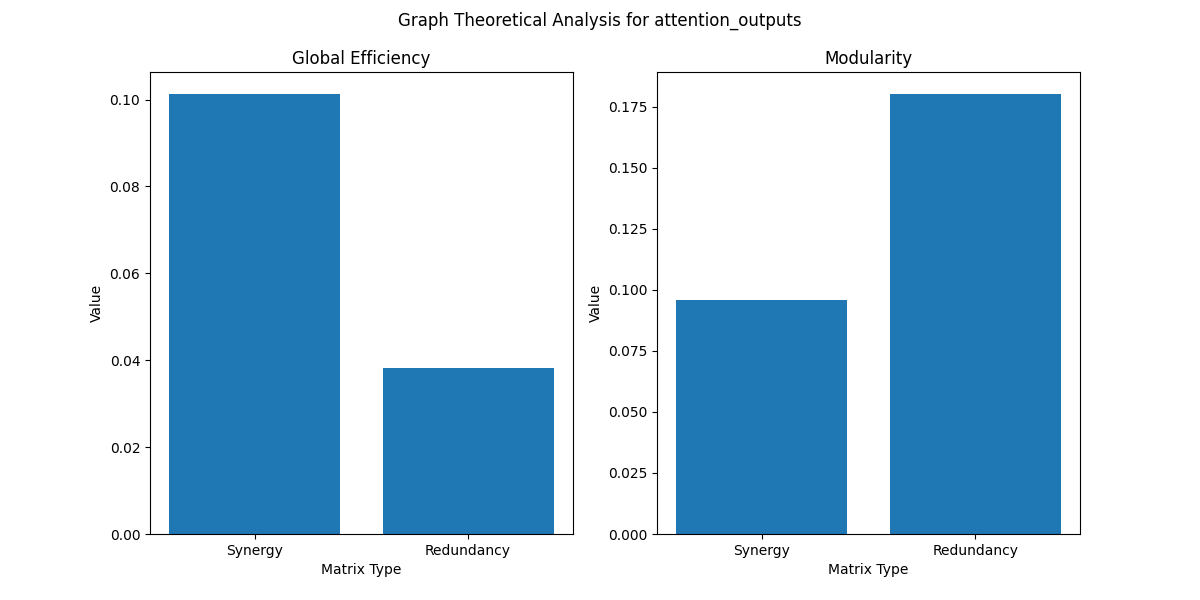 Graph Theoretical Analysis for attention_outputs
Global Efficiency
0.10
0.08
0.06
0.04
0.02
0.00
Value
Synergy Redundancy
Matrix Type
Modularity
0.175
0.150
0.125
0.100
0.075
0.050
0.025
0.000
Value
Synergy Redundancy
Matrix Type